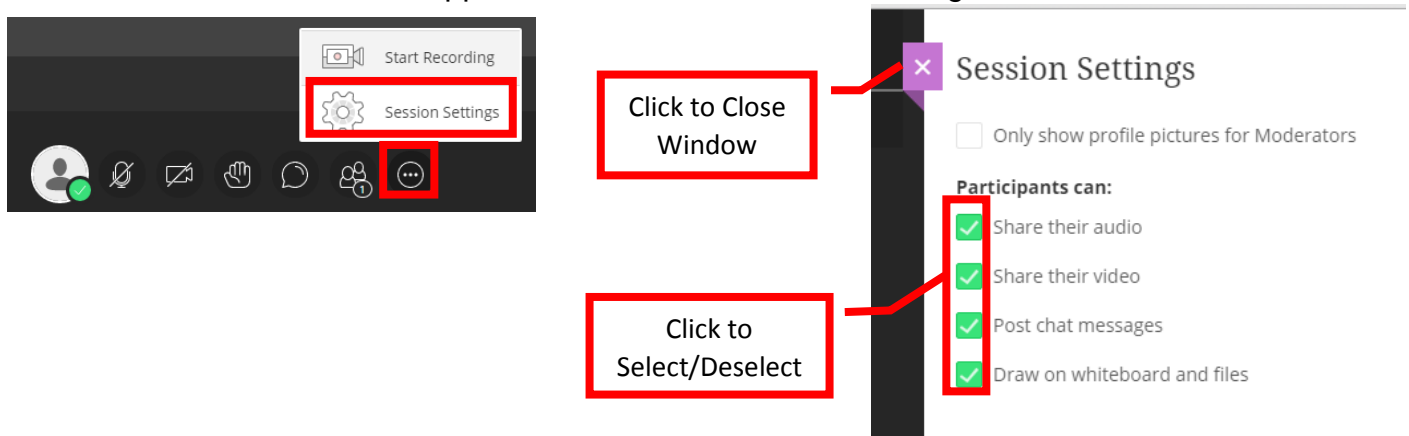 Start Recording
Session Settings
1
Click to Close
Window
Click to
Select/Deselect
Session Settings
Only show profile pictures for Moderators
Participants can:
Share their audio
Share their video
Post chat messages
Draw on whiteboard and files